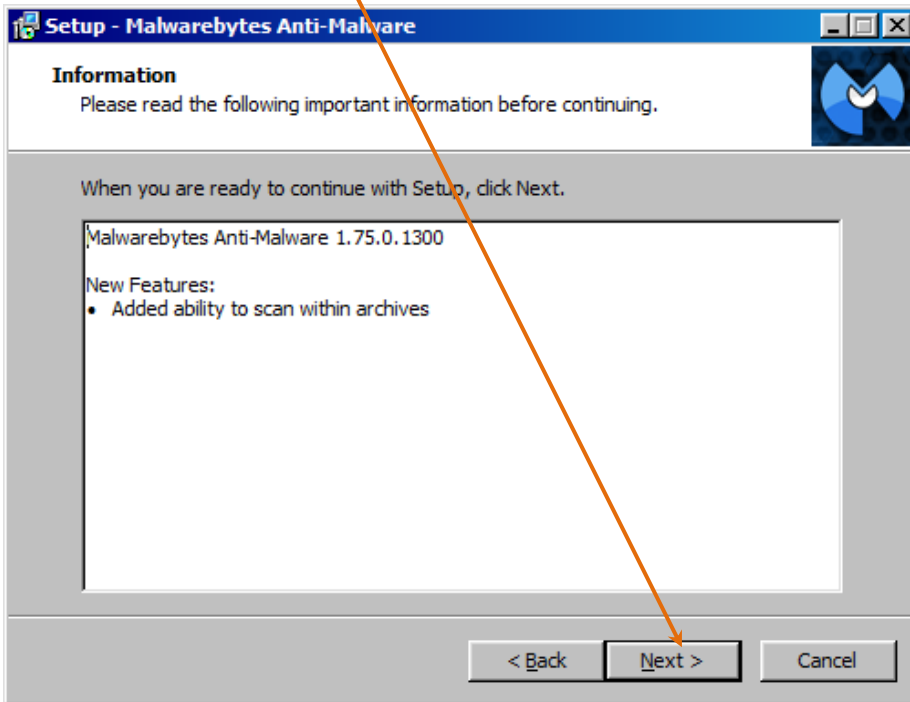 Setup - Malwarebytes Anti-Malware
Information
Please read the following important information before continuing.
When you are ready to continue with Setup, click Next.
Malwarebytes Anti-Malware 1.75.0.1300
New Features:
• Added ability to scan within archives
< Back
Next >
Cancel